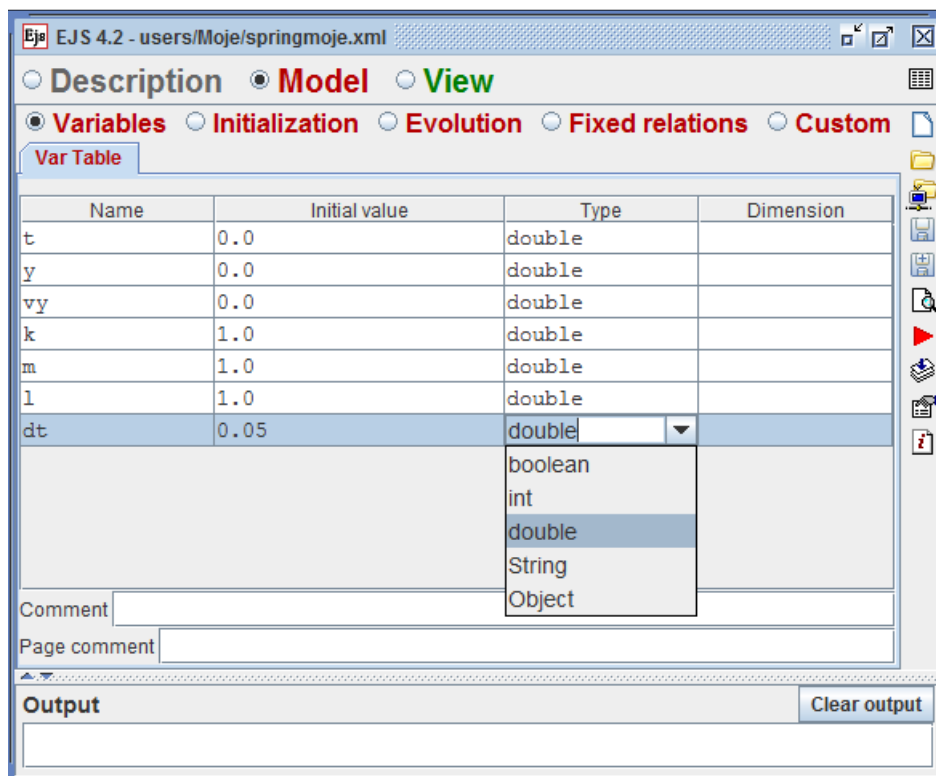 Ejs EJS 4.2 - users/Moje/springmoje.xml
Description Model View
Variables Initialization Evolution Fixed relations Custom
Var Table
Name Initial value Type Dimension
t 0.0 double
y 0.0 double
vy 0.0 double
k 1.0 double
m 1.0 double
l 1.0 double
dt 0.05 double
boolean
int
double
String
Object
Comment
Page comment
Output Clear output